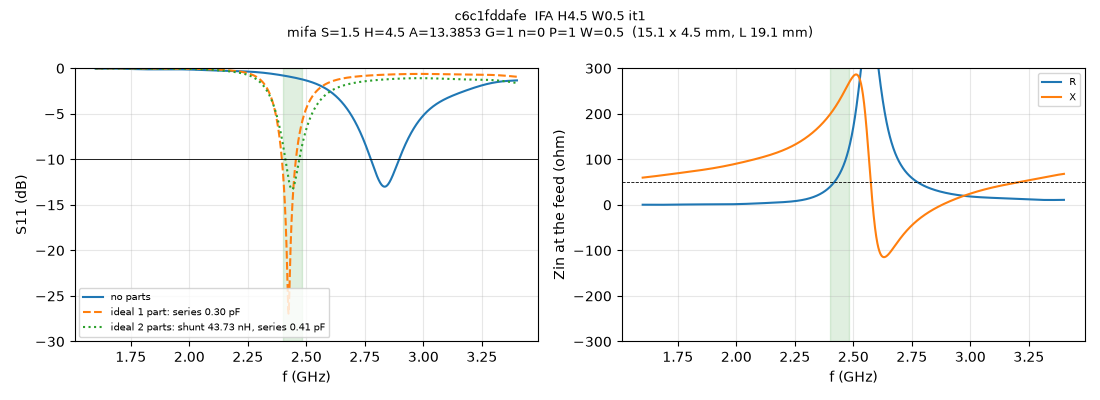 c6c1fddafe  IFA H4.5 W0.5 it1
mifa S=1.5 H=4.5 A=13.3853 G=1 n=0 P=1 W=0.5  (15.1 x 4.5 mm, L 19.1 mm)
0
−5
−10
−15
−20
−25
−30
S11 (dB)
no parts
ideal 1 part: series 0.30 pF
ideal 2 parts: shunt 43.73 nH, series 0.41 pF
1.75 2.00 2.25 2.50 2.75 3.00 3.25
f (GHz)
300
200
100
0
−100
−200
−300
Zin at the feed (ohm)
R
X
1.75 2.00 2.25 2.50 2.75 3.00 3.25
f (GHz)